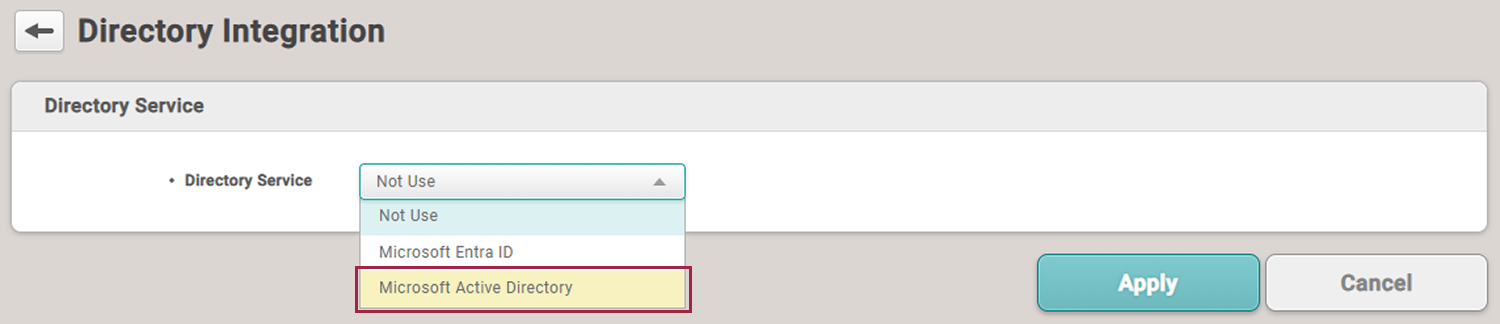 Directory Integration
Directory Service
• Directory Service
Not Use
Not Use
Microsoft Entra ID
Microsoft Active Directory
Apply
Cancel